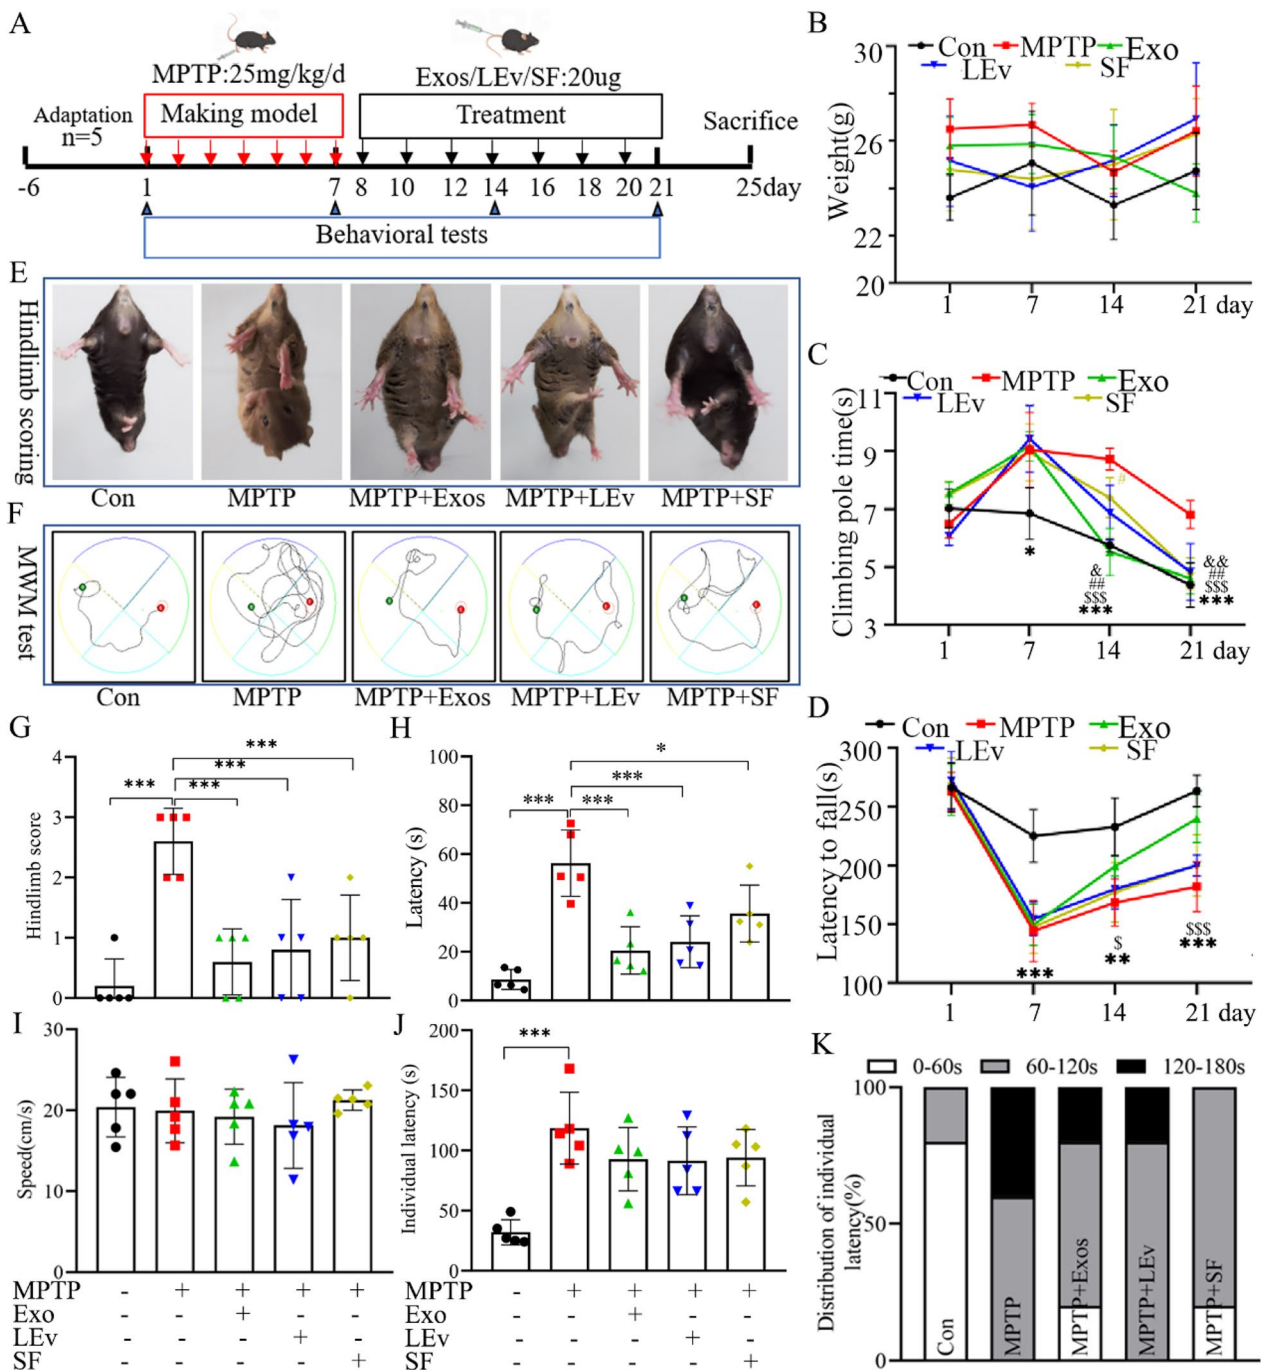 A
MPTP:25mg/kg/d
Exos/LEv/SF:20ug
Adaptation
n=5
Making model
Treatment
Sacrifice
-6 1 7 8 10 12 14 16 18 20 21 25day
Behavioral tests
B
Con MPTP Exo
LEv SF
Weight(g)
30
26
22
20
1 7 14 21 day
C
Con MPTP Exo
LEv SF
Climbing pole time(s)
11
9
7
5
3
#
*
&
##
$$$
***
&&
##
$$$
***
1 7 14 21 day
D
Con MPTP Exo
LEv SF
Latency to fall(s)
300
250
200
150
100
***
$
**
$$$
***
1 7 14 21 day
E
Hindlimb scoring
Con MPTP MPTP+Exos MPTP+LEv MPTP+SF
F
MWM test
Con MPTP MPTP+Exos MPTP+LEv MPTP+SF
G
Hindlimb score
4
3
2
1
0
***
***
*** ***
H
Latency (s)
100
80
60
40
20
0
*
***
*** ***
I
Speed(cm/s)
30
20
10
0
MPTP - + + + +
Exo - - + - -
LEv - - - + -
SF - - - - +
J
Individual latency (s)
200
150
100
50
0
***
MPTP - + + + +
Exo - - + - -
LEv - - - + -
SF - - - - +
K
0-60s 60-120s 120-180s
Distribution of individual
latency(%)
100
50
0
Con
MPTP
MPTP+Exos
MPTP+LEv
MPTP+SF